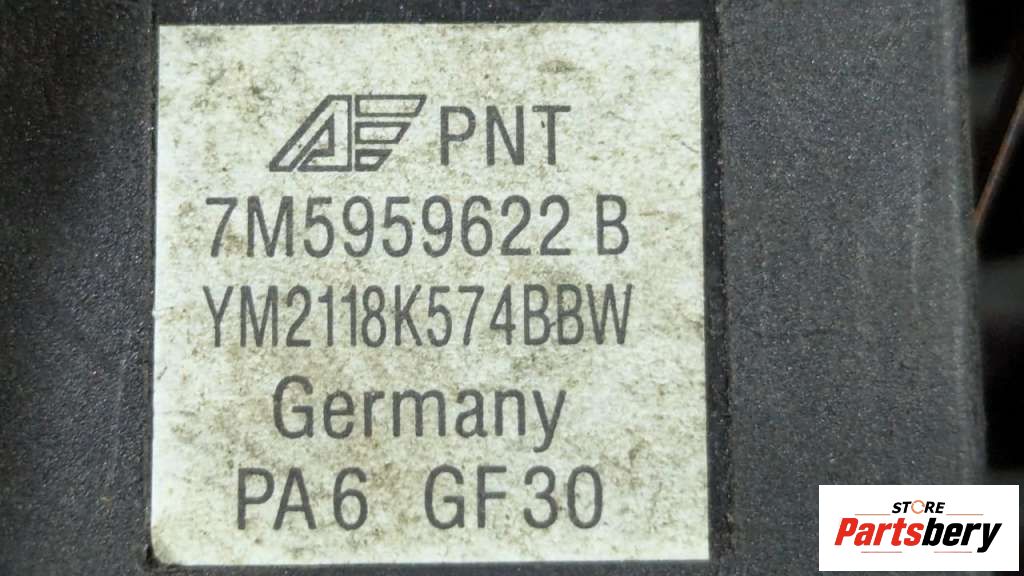 PNT
7M5959622 B
YM2118K574BBW
Germany
PA6 GF30
STORE
Partsbery